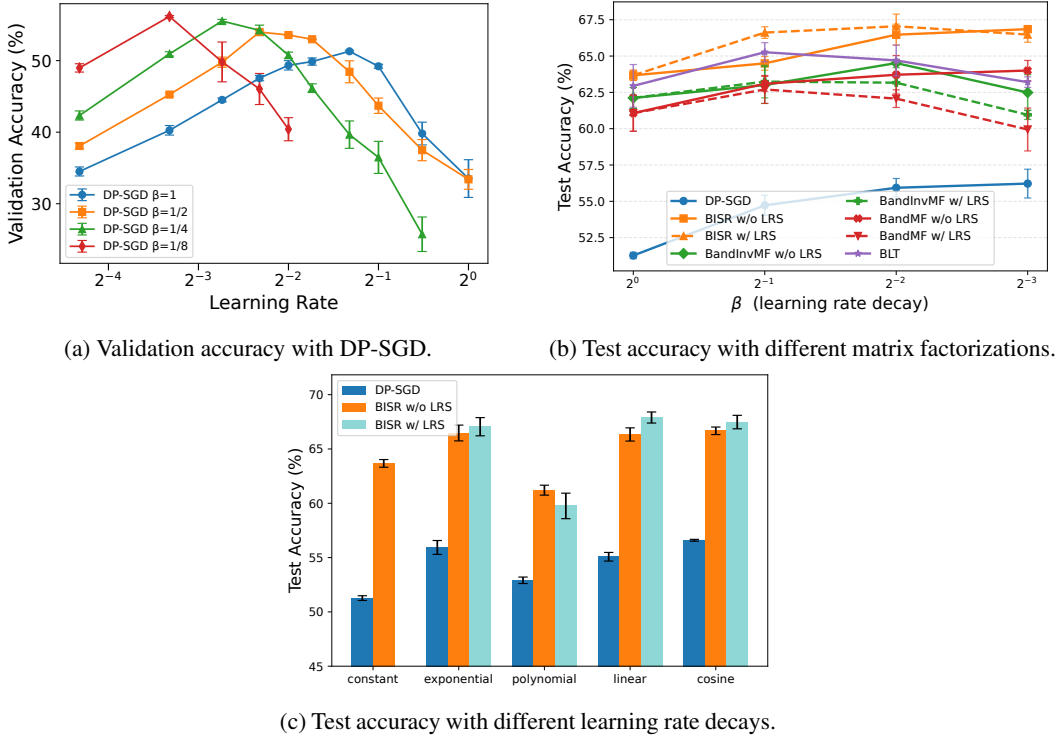 Validation Accuracy (%)
50
40
30
DP-SGD β=1
DP-SGD β=1/2
DP-SGD β=1/4
DP-SGD β=1/8
2⁻⁴ 2⁻³ 2⁻² 2⁻¹ 2⁰
Learning Rate
(a) Validation accuracy with DP-SGD.
Test Accuracy (%)
67.5
65.0
62.5
60.0
57.5
55.0
52.5
DP-SGD
BISR w/o LRS
BISR w/ LRS
BandInvMF w/o LRS
BandInvMF w/ LRS
BandMF w/o LRS
BandMF w/ LRS
BLT
2⁰ 2⁻¹ 2⁻² 2⁻³
β (learning rate decay)
(b) Test accuracy with different matrix factorizations.
Test Accuracy (%)
70
65
60
55
50
45
DP-SGD
BISR w/o LRS
BISR w/ LRS
constant exponential polynomial linear cosine
(c) Test accuracy with different learning rate decays.